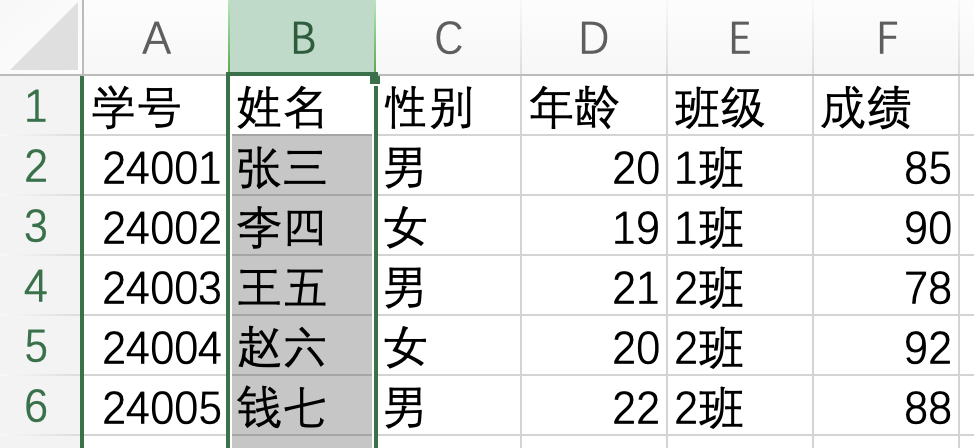 A B C D E F
1 学号 姓名 性别 年龄 班级 成绩
2 24001 张三 男 20 1班 85
3 24002 李四 女 19 1班 90
4 24003 王五 男 21 2班 78
5 24004 赵六 女 20 2班 92
6 24005 钱七 男 22 2班 88